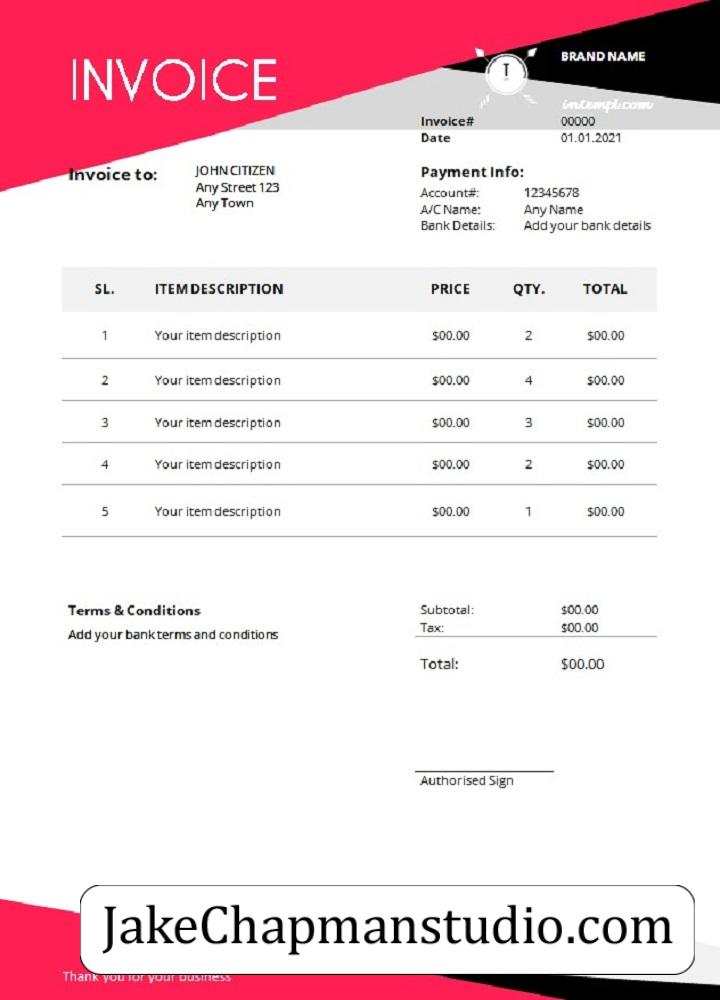 INVOICE
BRAND NAME
intempl.com
Invoice# 00000
Date 01.01.2021
Invoice to: JOHN CITIZEN
Any Street 123
Any Town
Payment Info:
Account#: 12345678
A/C Name: Any Name
Bank Details: Add your bank details
SL. ITEM DESCRIPTION PRICE QTY. TOTAL
1 Your item description $00.00 2 $00.00
2 Your item description $00.00 4 $00.00
3 Your item description $00.00 3 $00.00
4 Your item description $00.00 2 $00.00
5 Your item description $00.00 1 $00.00
Terms & Conditions
Add your bank terms and conditions
Subtotal: $00.00
Tax: $00.00
Total: $00.00
Authorised Sign
JakeChapmanstudio.com
Thank you for your business